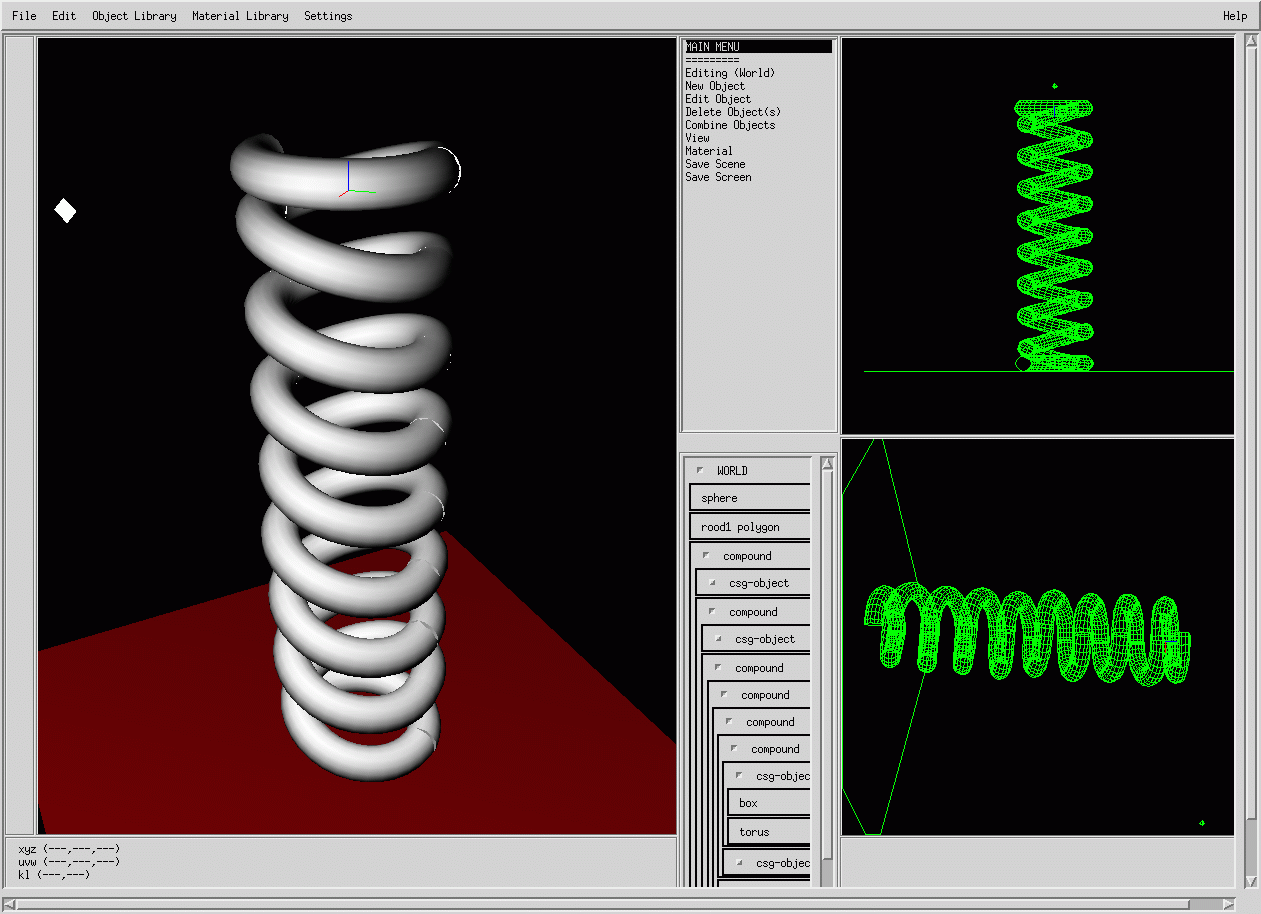 File Edit Object Library Material Library Settings Help
MAIN MENU
=========
Editing (World)
New Object
Edit Object
Delete Object(s)
Combine Objects
View
Material
Save Scene
Save Screen
WORLD
sphere
rood1 polygon
compound
csg-object
compound
csg-object
compound
compound
compound
compound
csg-objec
box
torus
csg-objec
xyz (---,---,---)
uvw (---,---,---)
kl (---,---)